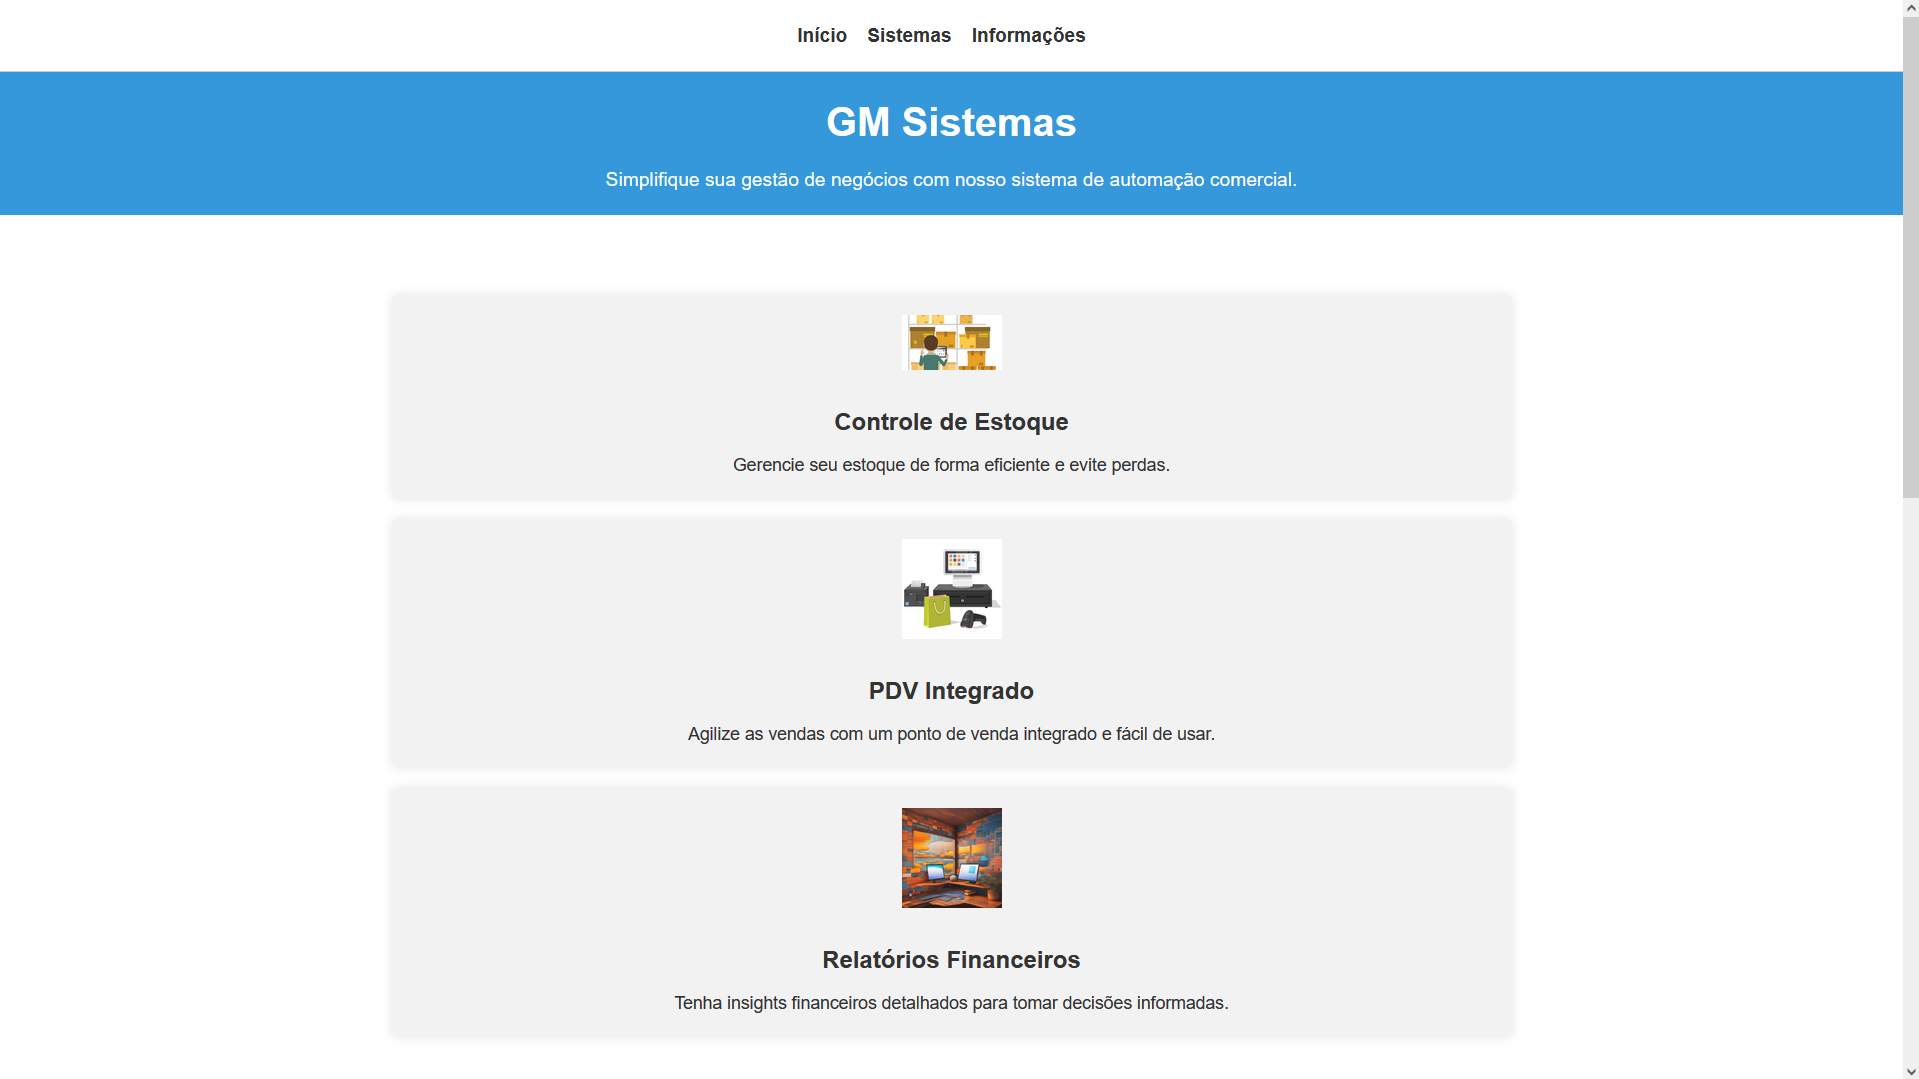 Início Sistemas Informações
GM Sistemas
Simplifique sua gestão de negócios com nosso sistema de automação comercial.
Controle de Estoque
Gerencie seu estoque de forma eficiente e evite perdas.
PDV Integrado
Agilize as vendas com um ponto de venda integrado e fácil de usar.
Relatórios Financeiros
Tenha insights financeiros detalhados para tomar decisões informadas.